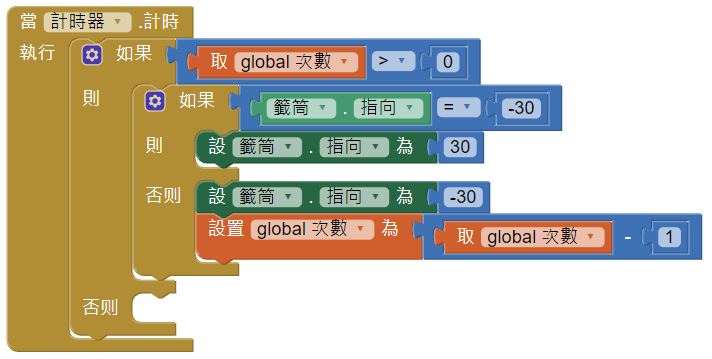 當 計時器 .計時
執行 如果 取 global 次數 > 0
則 如果 籤筒 . 指向 = -30
則 設 籤筒 . 指向 為 30
否則 設 籤筒 . 指向 為 -30
設置 global 次數 為 取 global 次數 - 1
否則